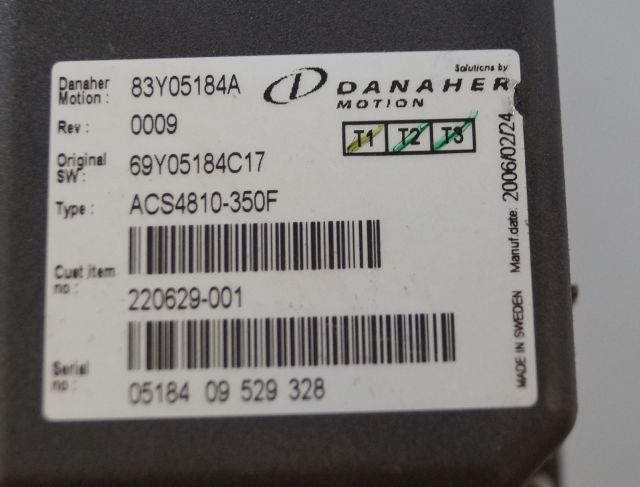 Danaher Motion : 83Y05184A
Solutions by
DANAHER
MOTION
Rev : 0009
T1 T2 T3
Original SW : 69Y05184C17
Type : ACS4810-350F
Cust item no : 220629-001
Serial no : 05184 09 529 328
MADE IN SWEDEN Manuf.date: 2006/02/24